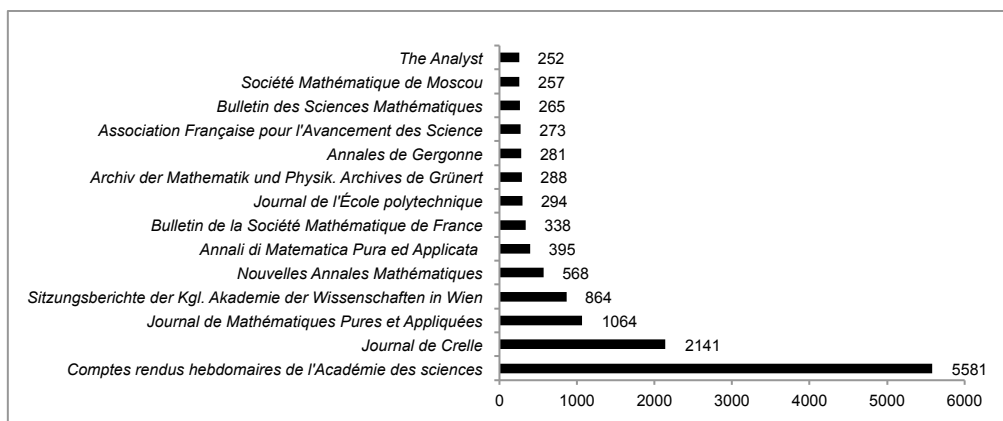 The Analyst 252
Société Mathématique de Moscou 257
Bulletin des Sciences Mathématiques 265
Association Française pour l'Avancement des Science 273
Annales de Gergonne 281
Archiv der Mathematik und Physik. Archives de Grünert 288
Journal de l'École polytechnique 294
Bulletin de la Société Mathématique de France 338
Annali di Matematica Pura ed Applicata 395
Nouvelles Annales Mathématiques 568
Sitzungsberichte der Kgl. Akademie der Wissenschaften in Wien 864
Journal de Mathématiques Pures et Appliquées 1064
Journal de Crelle 2141
Comptes rendus hebdomaires de l'Académie des sciences 5581
0 1000 2000 3000 4000 5000 6000